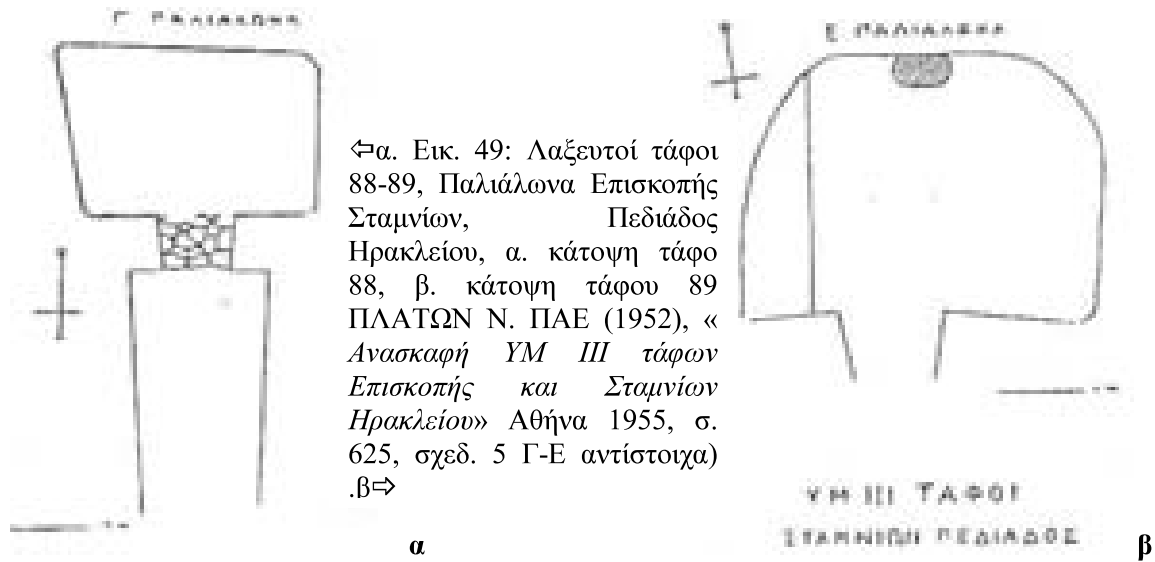 Γ ΠΑΛΙΑΛΩΝΑ
Ε ΠΑΛΙΑΛΩΝΑ
⇦α. Εικ. 49: Λαξευτοί τάφοι
88-89, Παλιάλωνα Επισκοπής
Σταμνίων, Πεδιάδος
Ηρακλείου, α. κάτοψη τάφο
88, β. κάτοψη τάφου 89
ΠΛΑΤΩΝ Ν. ΠΑΕ (1952), «
Ανασκαφή ΥΜ ΙΙΙ τάφων
Επισκοπής και Σταμνίων
Ηρακλείου» Αθήνα 1955, σ.
625, σχεδ. 5 Γ-Ε αντίστοιχα)
.β⇨
ΥΜ ΙΙΙ ΤΑΦΟΙ
ΣΤΑΜΝΙΩΝ ΠΕΔΙΑΔΟΣ
α
β